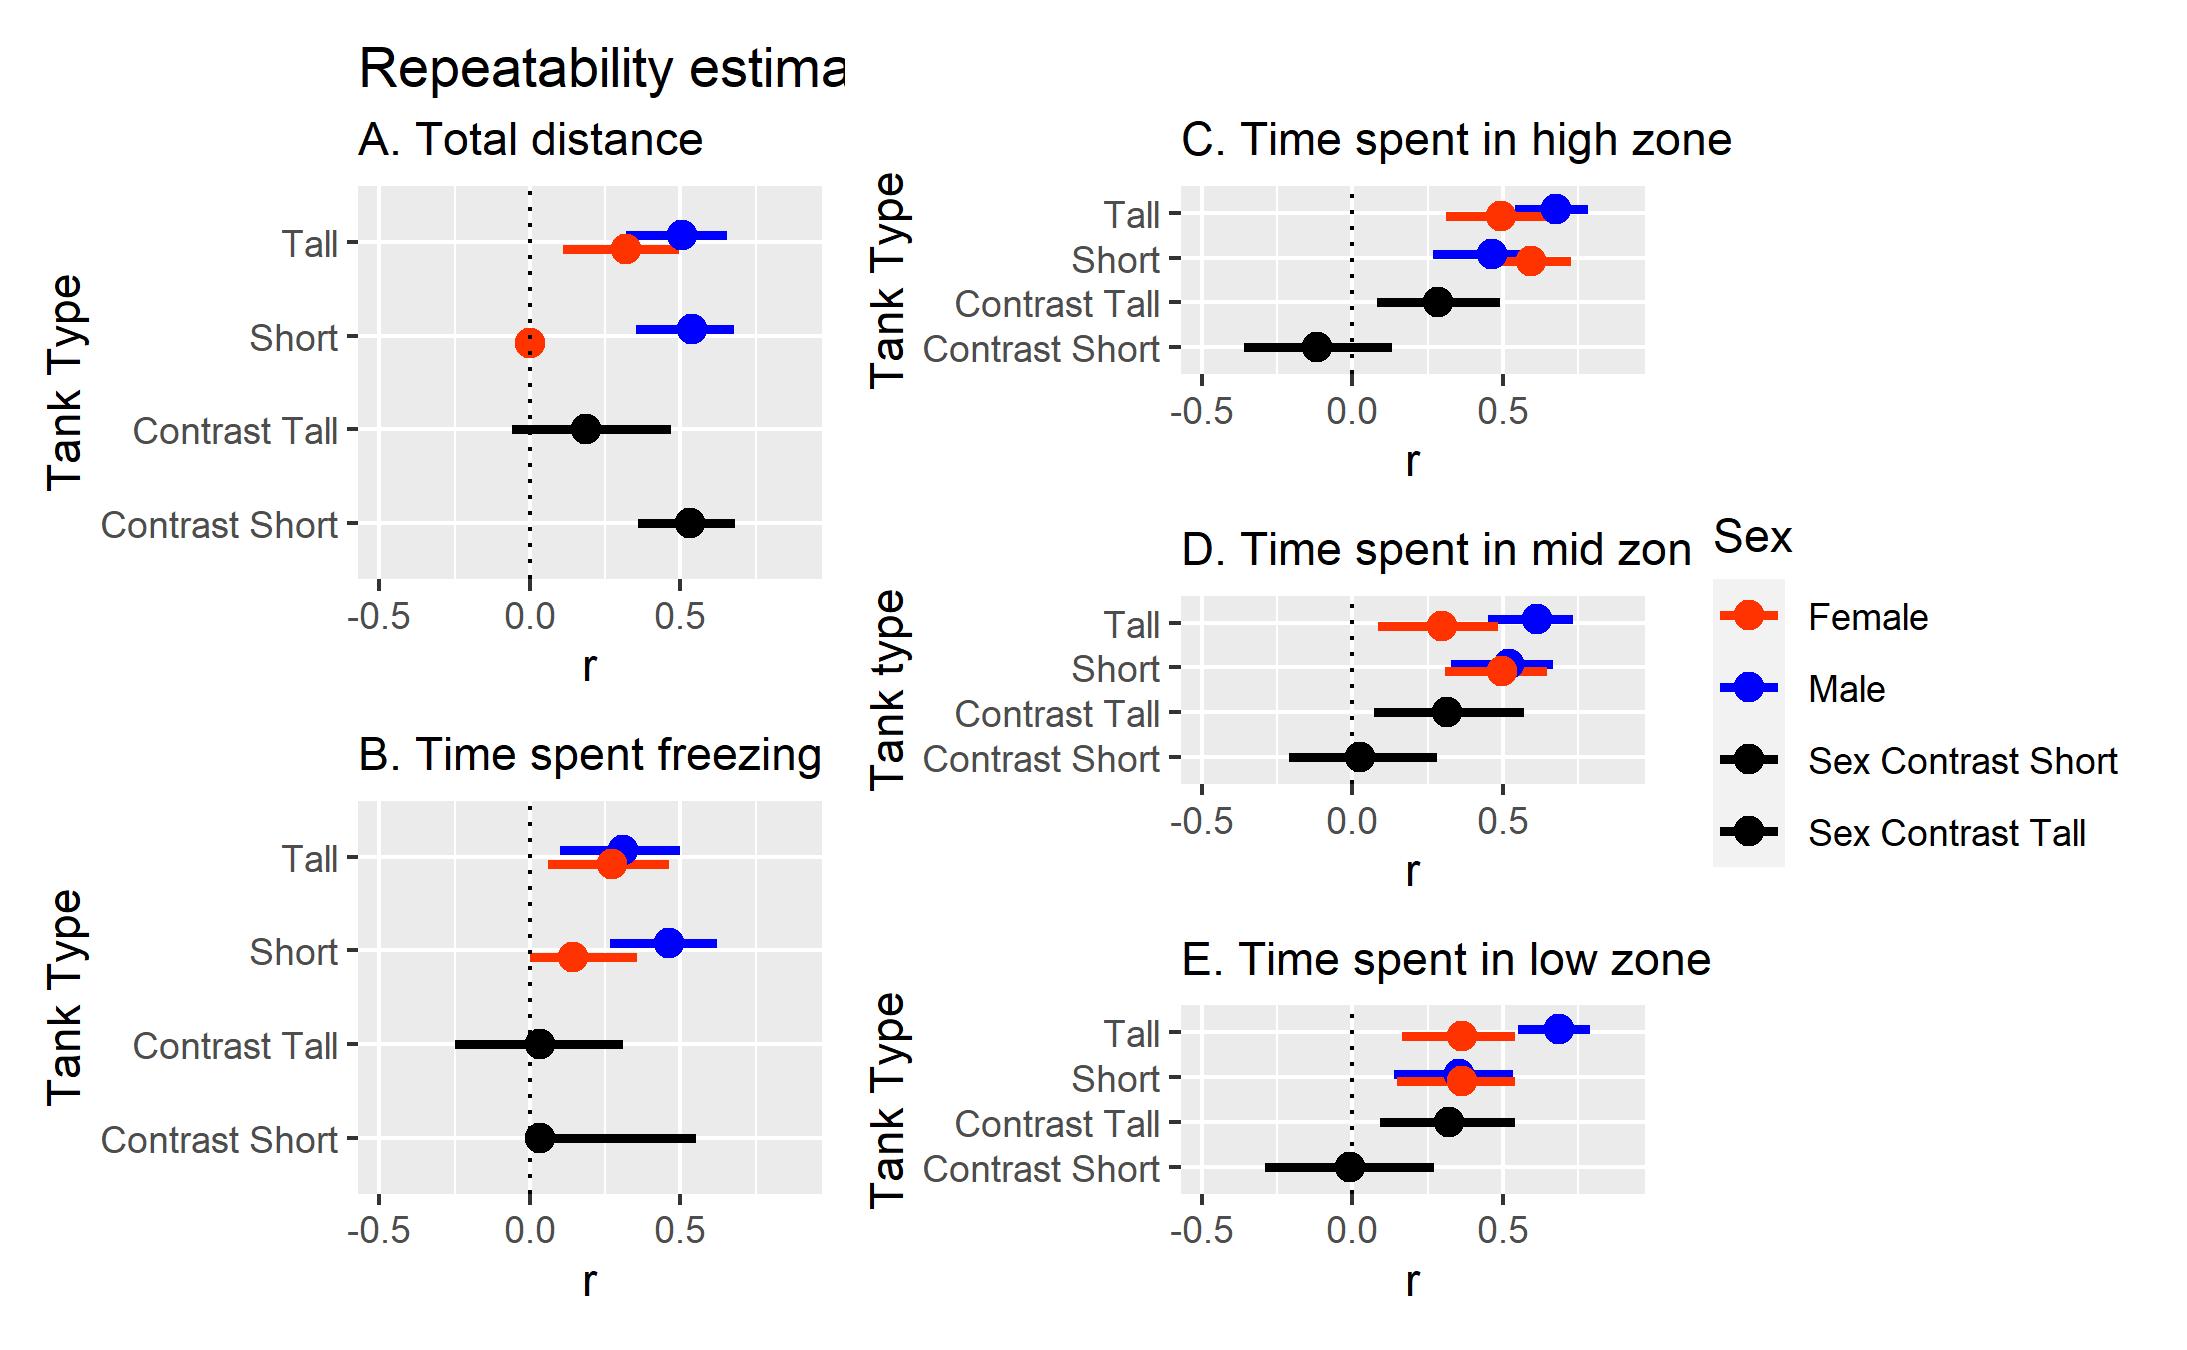 Repeatability estima
A. Total distance
Tank Type
Tall
Short
Contrast Tall
Contrast Short
-0.5 0.0 0.5
r
B. Time spent freezing
Tank Type
Tall
Short
Contrast Tall
Contrast Short
-0.5 0.0 0.5
r
C. Time spent in high zone
Tank Type
Tall
Short
Contrast Tall
Contrast Short
-0.5 0.0 0.5
r
D. Time spent in mid zon
Tank type
Tall
Short
Contrast Tall
Contrast Short
-0.5 0.0 0.5
r
E. Time spent in low zone
Tank Type
Tall
Short
Contrast Tall
Contrast Short
-0.5 0.0 0.5
r
Sex
Female
Male
Sex Contrast Short
Sex Contrast Tall